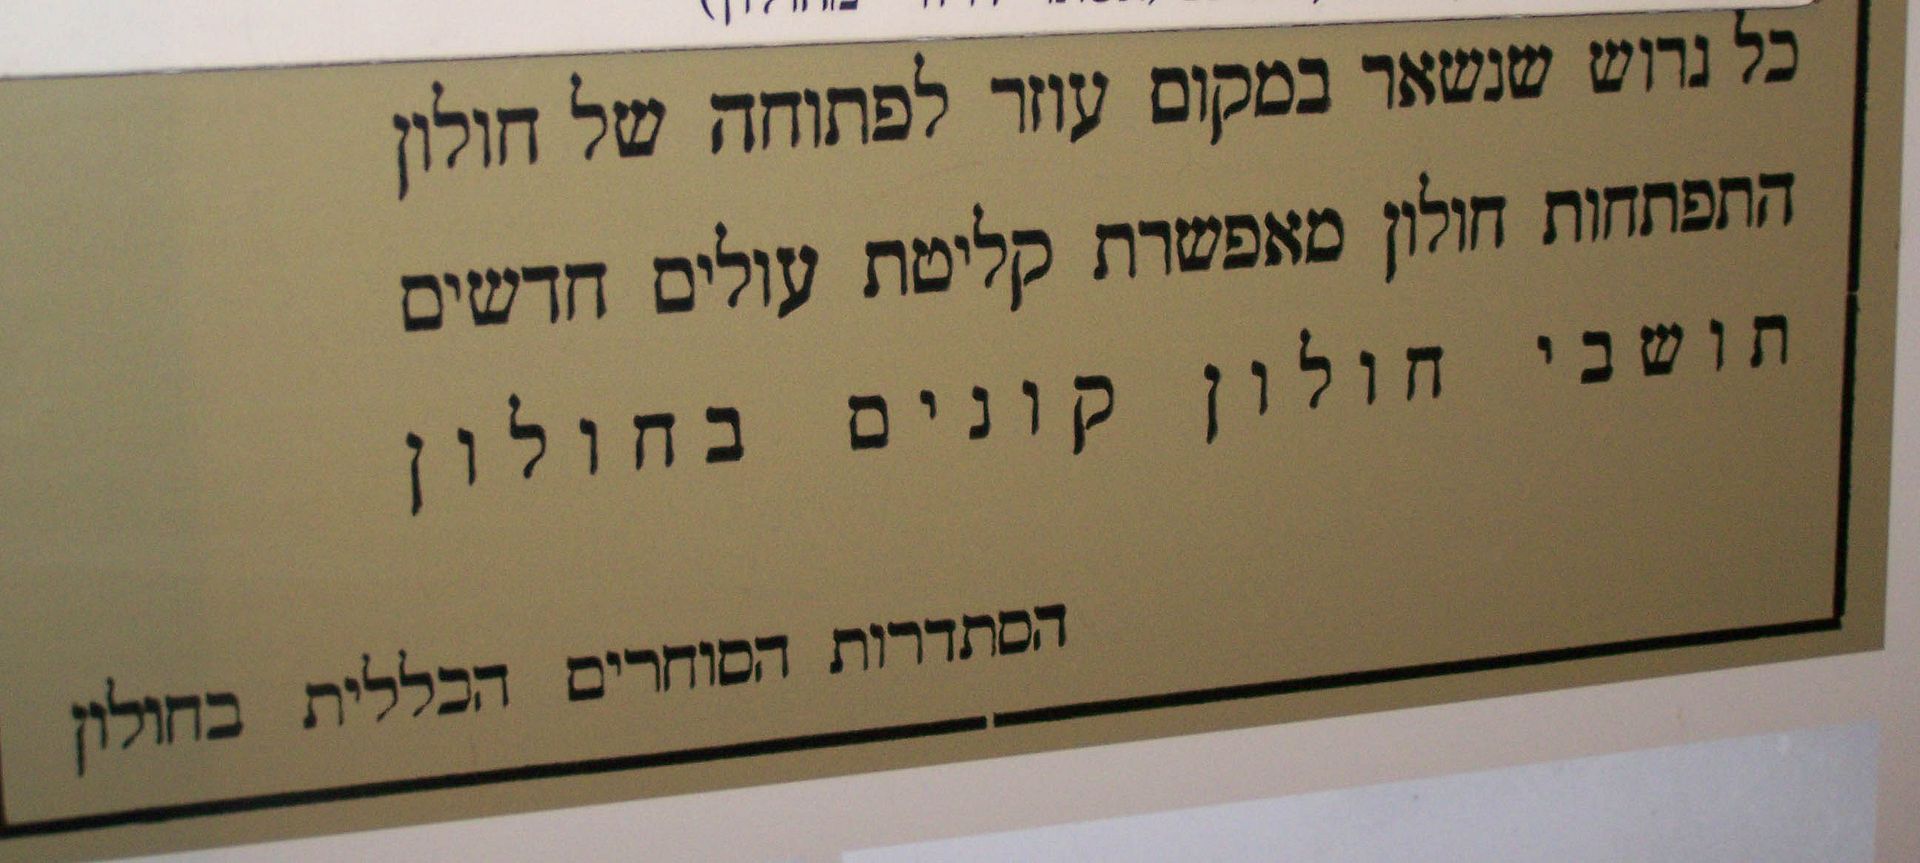 כל גרוש שנשאר במקום עוזר לפתוחה של חולון
התפתחות חולון מאפשרת קליטת עולים חדשים
תושבי חולון קונים בחולון
הסתדרות הסוחרים הכללית בחולון